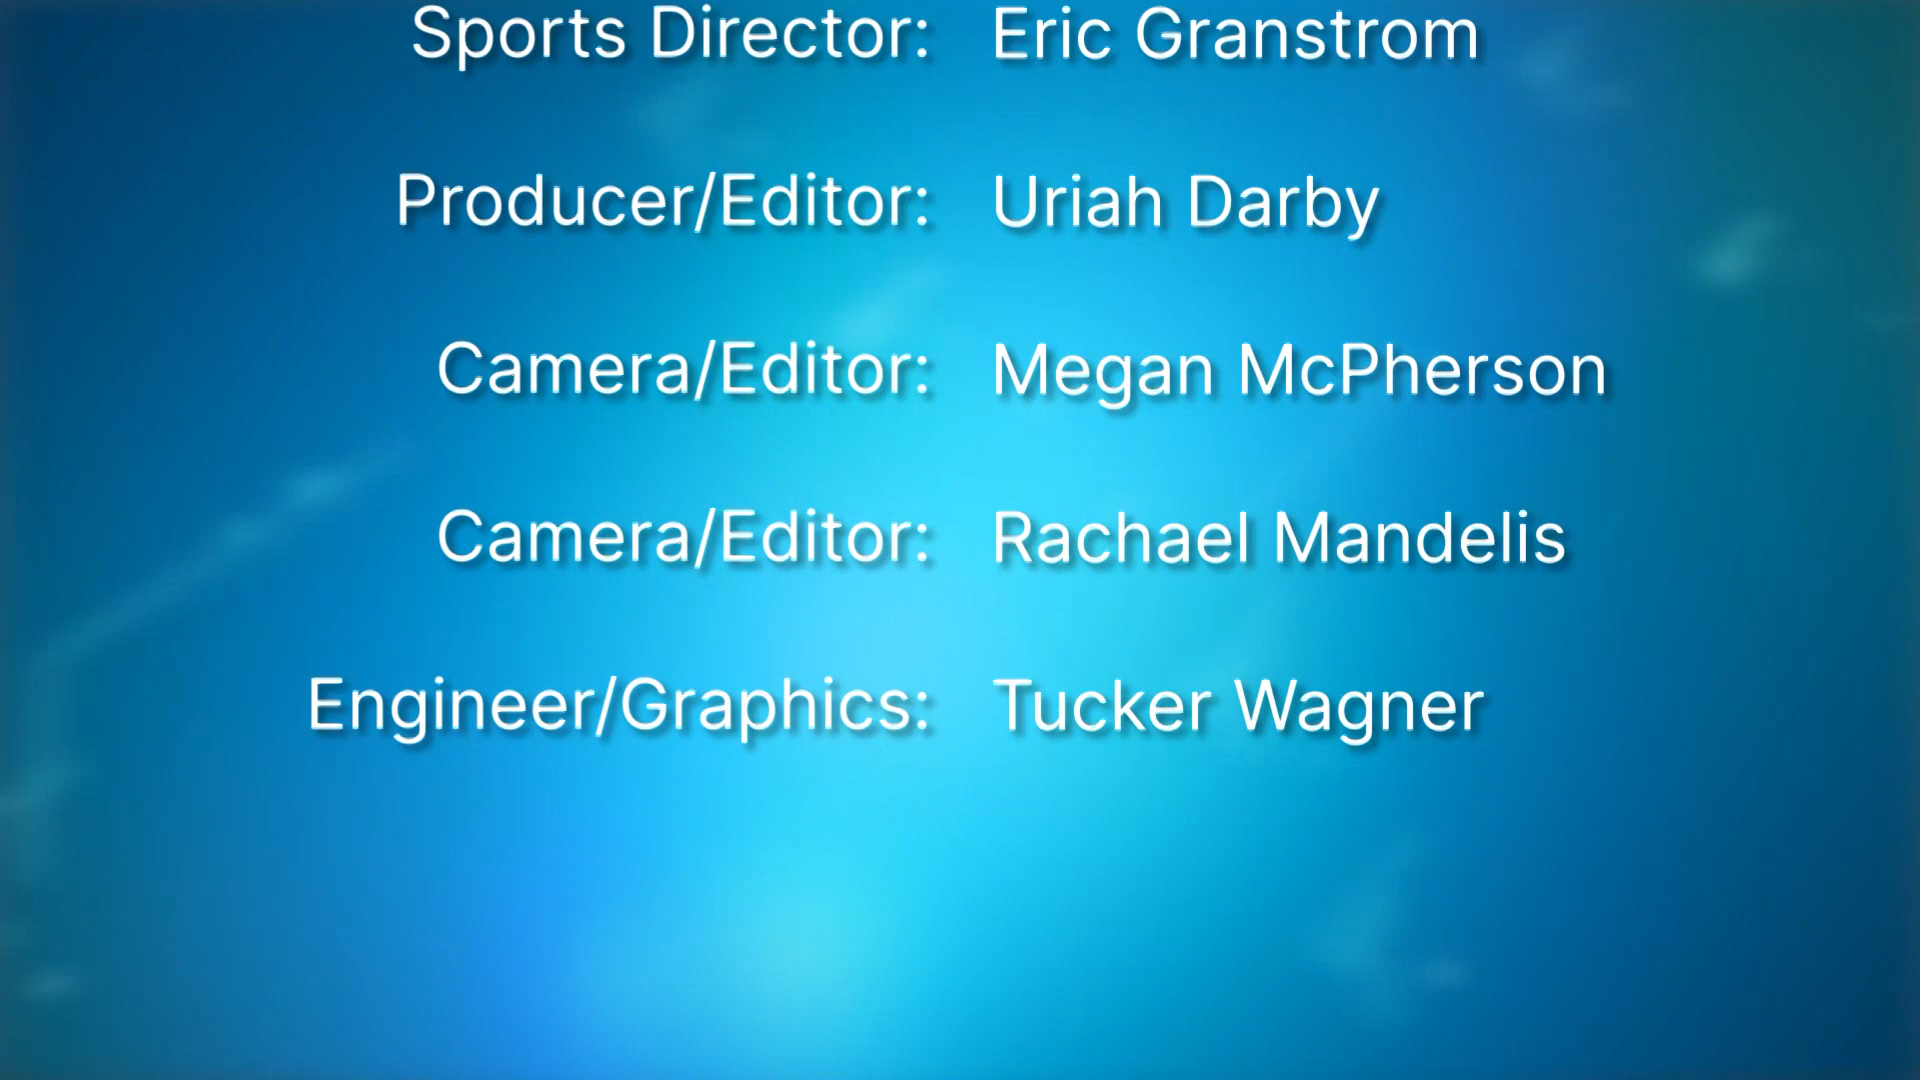 Sports Director: Eric Granstrom
Producer/Editor: Uriah Darby
Camera/Editor: Megan McPherson
Camera/Editor: Rachael Mandelis
Engineer/Graphics: Tucker Wagner